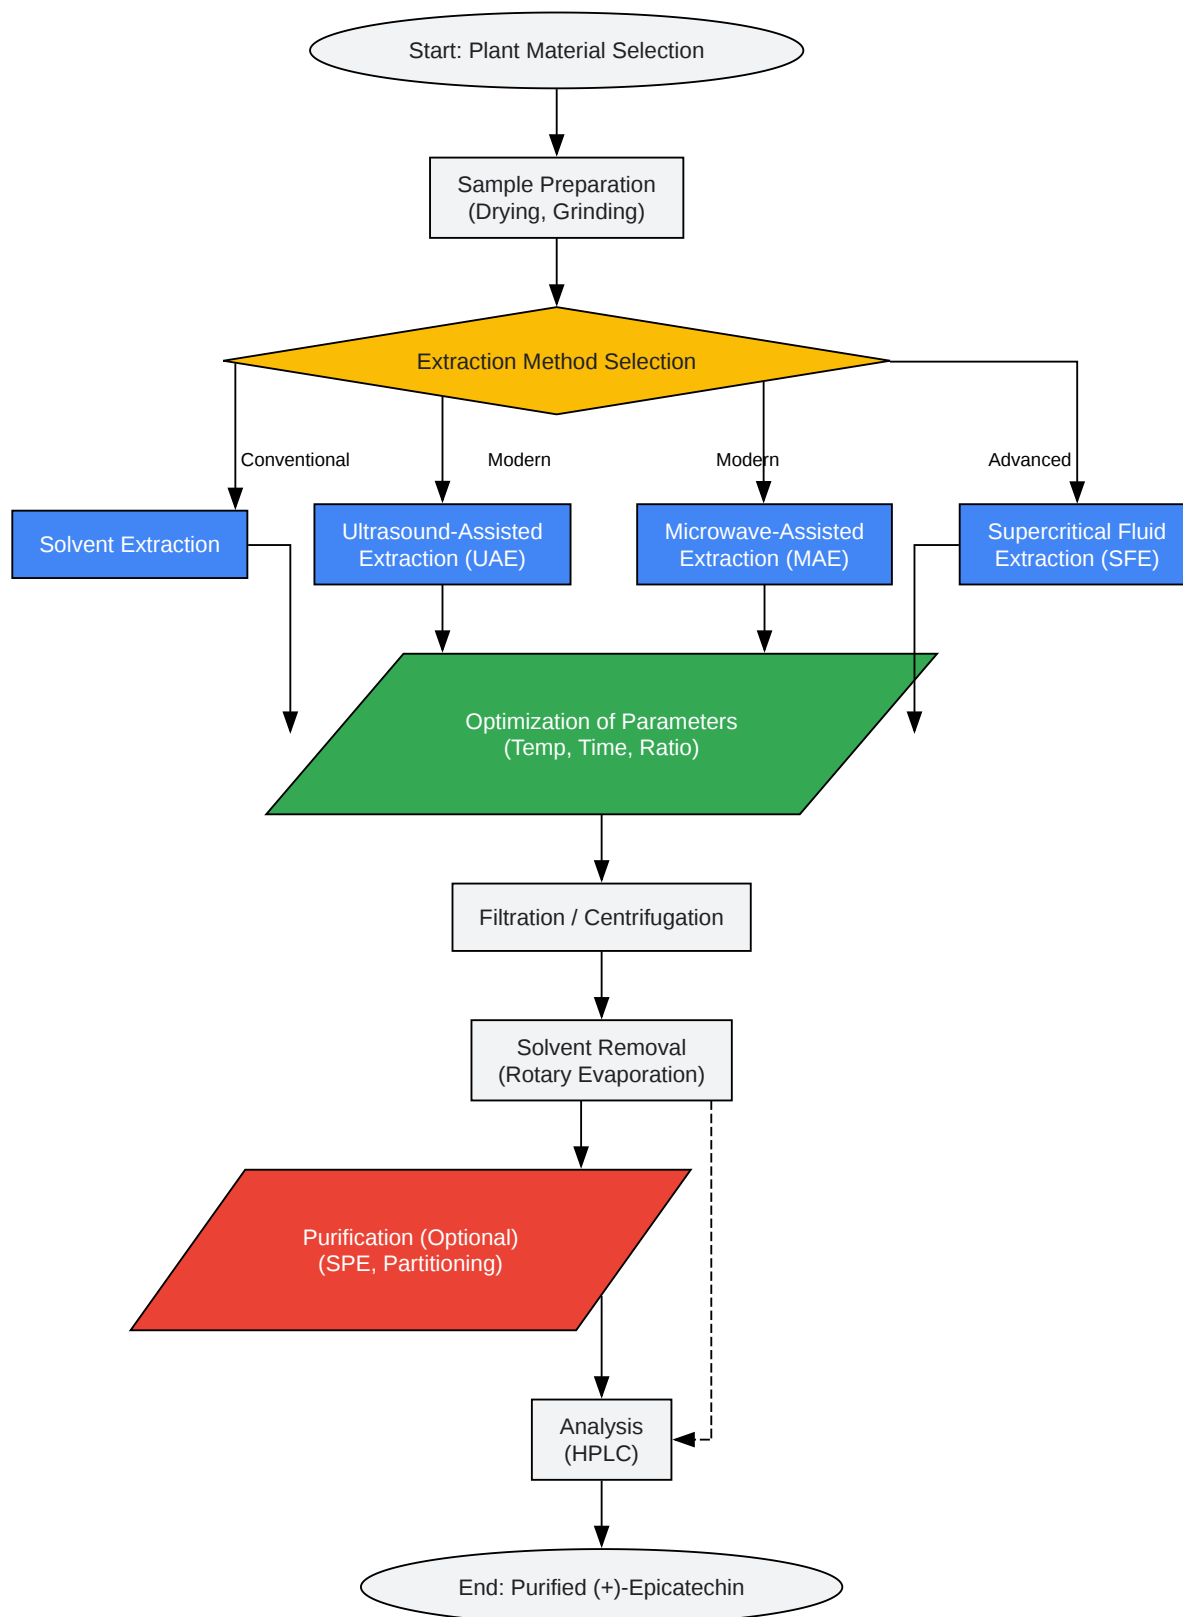 Start: Plant Material Selection
Sample Preparation
(Drying, Grinding)
Extraction Method Selection
Conventional
Modern
Modern
Advanced
Solvent Extraction
Ultrasound-Assisted
Extraction (UAE)
Microwave-Assisted
Extraction (MAE)
Supercritical Fluid
Extraction (SFE)
Optimization of Parameters
(Temp, Time, Ratio)
Filtration / Centrifugation
Solvent Removal
(Rotary Evaporation)
Purification (Optional)
(SPE, Partitioning)
Analysis
(HPLC)
End: Purified (+)-Epicatechin